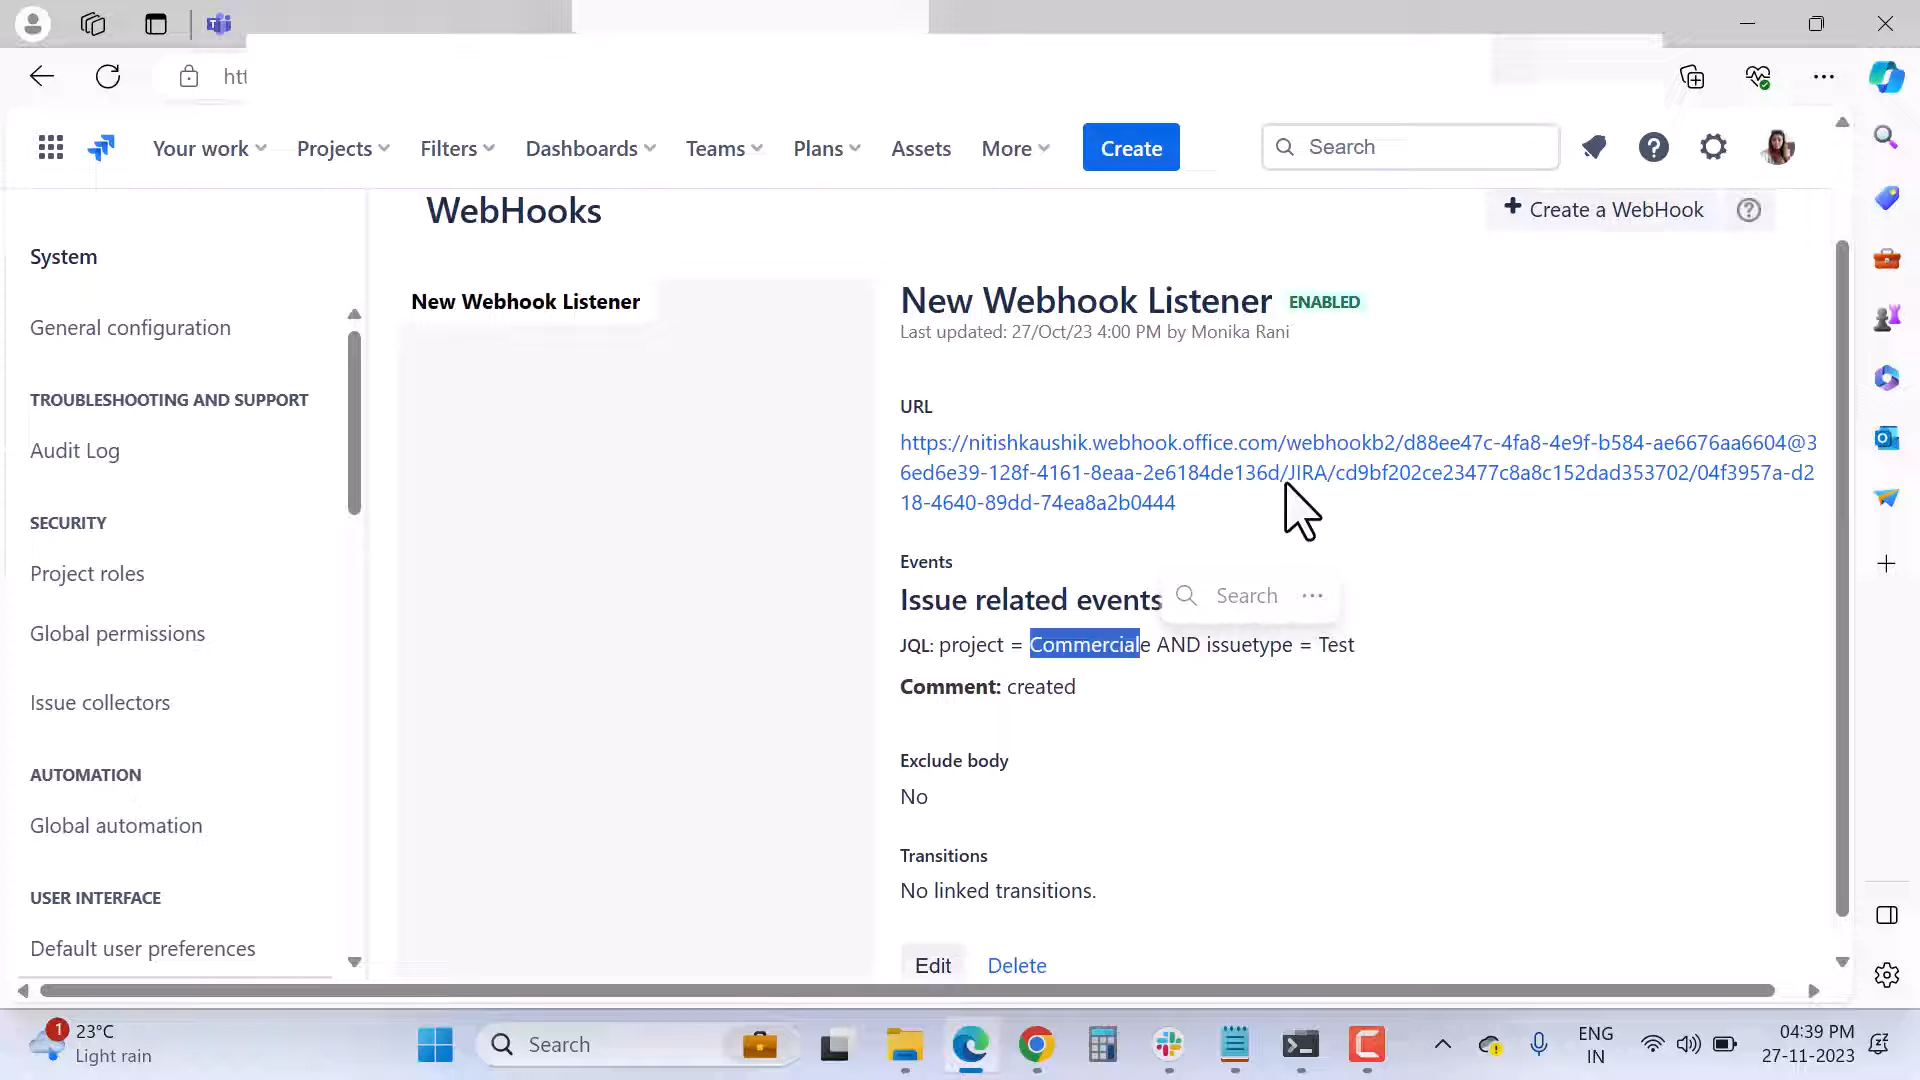 htt
Your work
Projects
Filters
Dashboards
Teams
Plans
Assets
More
Create
Search
WebHooks
Create a WebHook
System
General configuration
TROUBLESHOOTING AND SUPPORT
Audit Log
SECURITY
Project roles
Global permissions
Issue collectors
AUTOMATION
Global automation
USER INTERFACE
Default user preferences
New Webhook Listener
New Webhook Listener ENABLED
Last updated: 27/Oct/23 4:00 PM by Monika Rani
URL
https://nitishkaushik.webhook.office.com/webhookb2/d88ee47c-4fa8-4e9f-b584-ae6676aa6604@3
6ed6e39-128f-4161-8eaa-2e6184de136d/JIRA/cd9bf202ce23477c8a8c152dad353702/04f3957a-d2
18-4640-89dd-74ea8a2b0444
Events
Issue related events
Search
JQL: project = Commerciale AND issuetype = Test
Comment: created
Exclude body
No
Transitions
No linked transitions.
Edit
Delete
1
23°C
Light rain
Search
ENG
IN
04:39 PM
27-11-2023